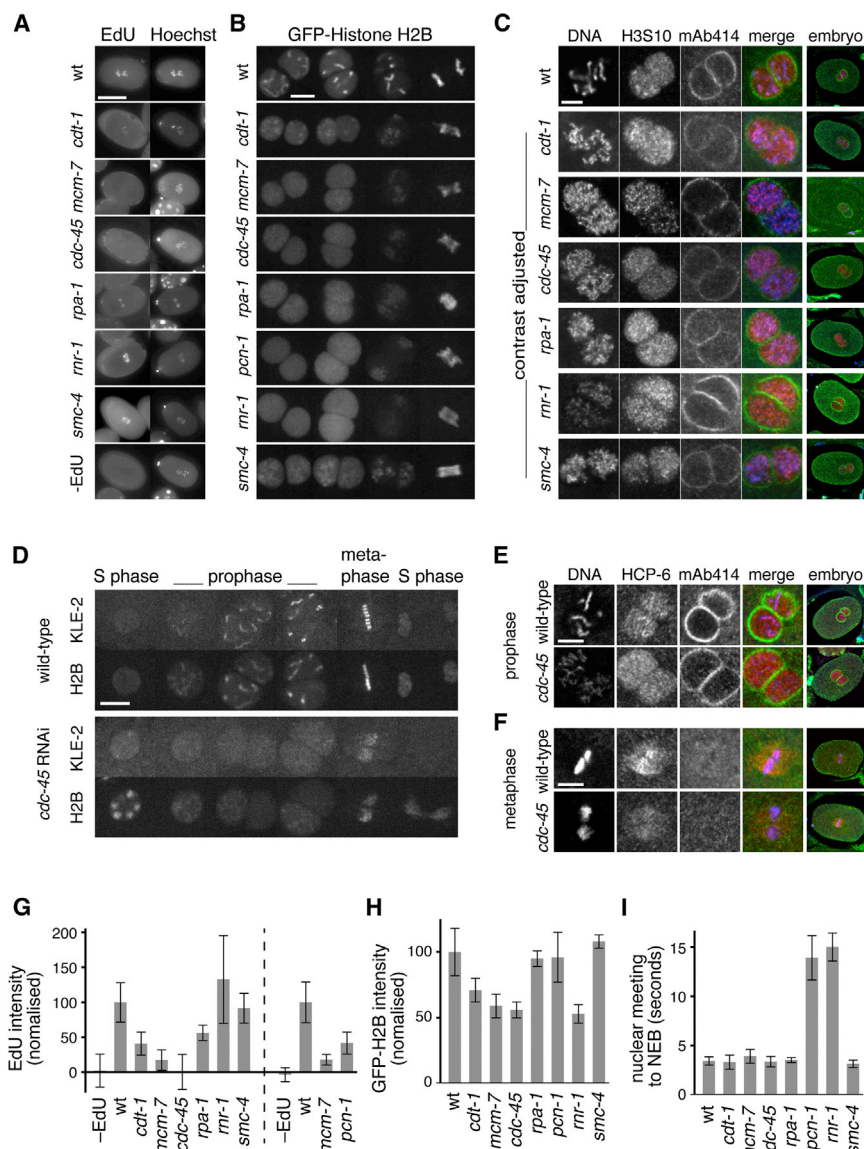 A
EdU Hoechst
wt
cdt-1
mcm-7
cdc-45
rpa-1
rnr-1
smc-4
-EdU
B
GFP-Histone H2B
wt
cdt-1
mcm-7
cdc-45
rpa-1
pcn-1
rnr-1
smc-4
C
DNA H3S10 mAb414 merge embryo
wt
cdt-1
mcm-7
cdc-45
rpa-1
rnr-1
smc-4
contrast adjusted
D
S phase prophase meta-
phase S phase
wild-type
KLE-2
H2B
cdc-45 RNAi
KLE-2
H2B
E
DNA HCP-6 mAb414 merge embryo
prophase
wild-type
cdc-45
F
metaphase
wild-type
cdc-45
G
EdU intensity
(nomalised)
200
150
100
50
0
–EdU wt cdt-1 mcm-7 cdc-45 rpa-1 rnr-1 smc-4 –EdU wt mcm-7 pcn-1
H
GFP-H2B intensity
(nomalised)
100
50
0
wt cdt-1 mcm-7 cdc-45 rpa-1 pcn-1 rnr-1 smc-4
I
nuclear meeting
to NEB (seconds)
15
10
5
0
wt cdt-1 mcm-7 cdc-45 rpa-1 pcn-1 rnr-1 smc-4